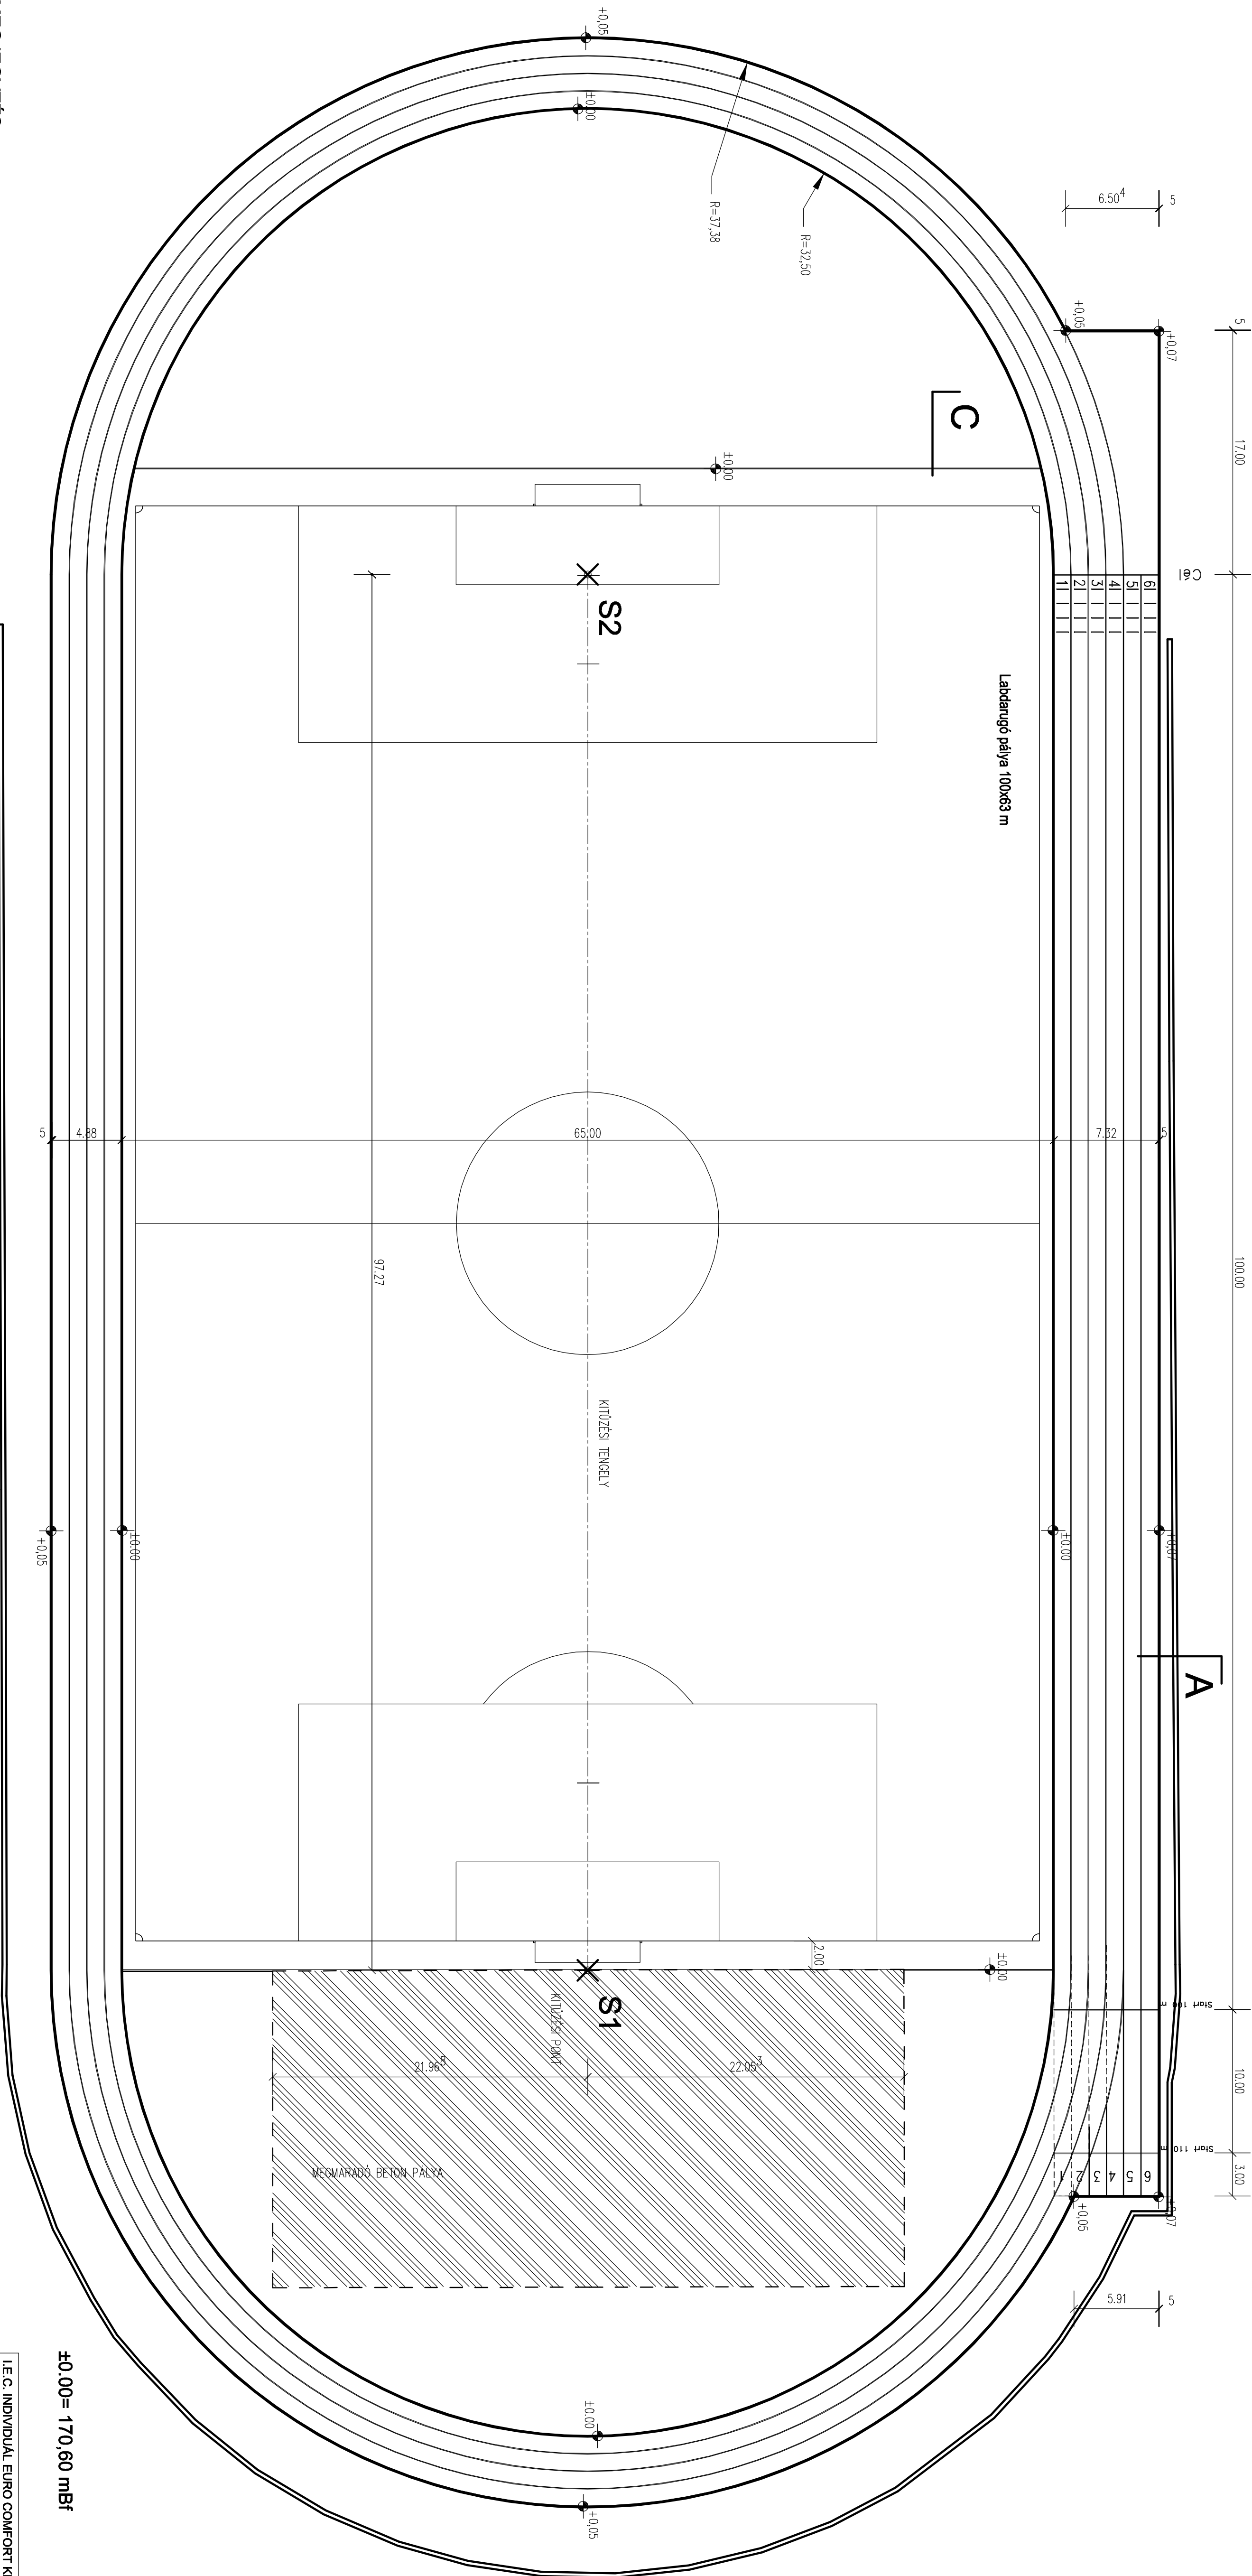 +0,05
±0.00
R=37,38
R=32,50
6.50⁴
5
+0,05
+0,07
5
17.00
C
±0.00
Cél
1
2
3
4
5
6
S2
Labdarugó pálya 100x63 m
5
4.88
65.00
7.32
5
100.00
97.27
KITŰZÉSI TENGELY
+0,05
±0.00
±0.00
+0,07
A
2.00
±0.00
S1
KITŰZÉSI PONT
Start 100 m
21.96⁸
22.05³
10.00
Start 110 m
MEGMARADÓ BETON PÁLYA
1
2
3
4
5
6
3.00
+0,05
+0,07
5.91
5
±0.00
+0,05
±0.00= 170,60 mBf
I.E.C. INDIVIDUÁL EURO COMFORT